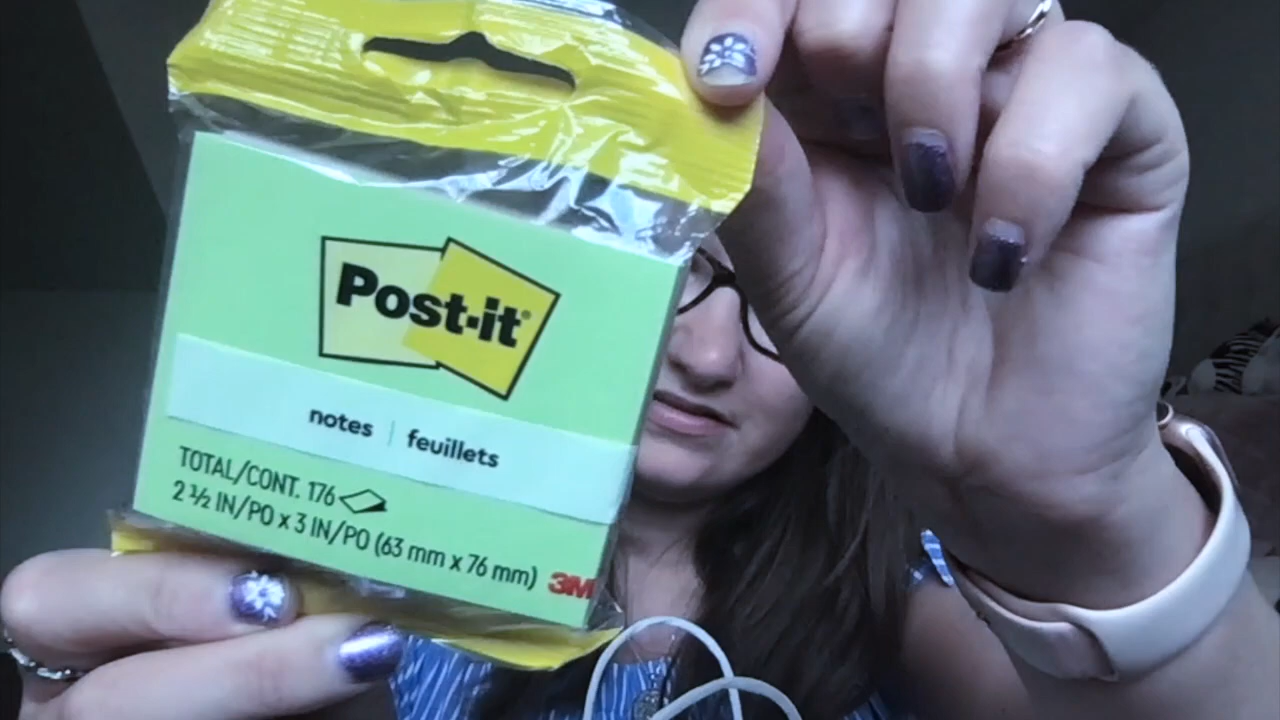 Post-it®
notes | feuillets
TOTAL/CONT. 176
2 ½ IN/PO x 3 IN/PO (63 mm x 76 mm)
3M